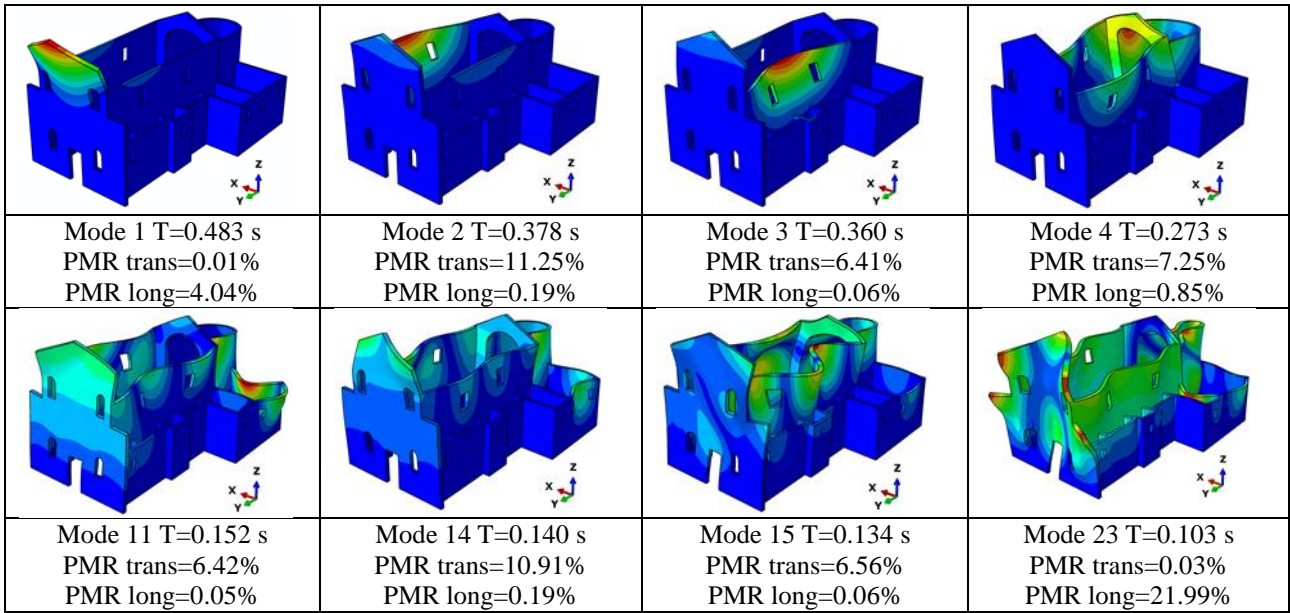 Z
X
Y
Z
X
Y
Z
X
Y
Z
X
Y
Mode 1 T=0.483 s
PMR trans=0.01%
PMR long=4.04%
Mode 2 T=0.378 s
PMR trans=11.25%
PMR long=0.19%
Mode 3 T=0.360 s
PMR trans=6.41%
PMR long=0.06%
Mode 4 T=0.273 s
PMR trans=7.25%
PMR long=0.85%
Z
X
Y
Z
X
Y
Z
X
Y
Z
X
Y
Mode 11 T=0.152 s
PMR trans=6.42%
PMR long=0.05%
Mode 14 T=0.140 s
PMR trans=10.91%
PMR long=0.19%
Mode 15 T=0.134 s
PMR trans=6.56%
PMR long=0.06%
Mode 23 T=0.103 s
PMR trans=0.03%
PMR long=21.99%